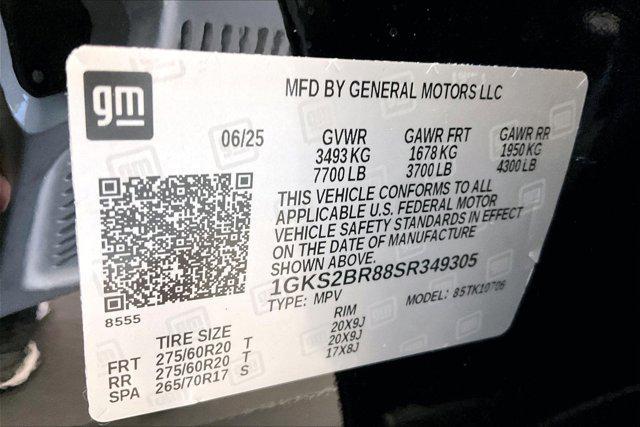 gm
MFD BY GENERAL MOTORS LLC
06/25 GVWR GAWR FRT GAWR RR
3493 KG 1678 KG 1950 KG
7700 LB 3700 LB 4300 LB
THIS VEHICLE CONFORMS TO ALL
APPLICABLE U.S. FEDERAL MOTOR
VEHICLE SAFETY STANDARDS IN EFFECT
ON THE DATE OF MANUFACTURE
SHOWN ABOVE.
1GKS2BR88SR349305
TYPE: MPV MODEL: 85TK10706
8555
TIRE SIZE RIM
FRT 275/60R20 T 20X9J
RR 275/60R20 T 20X9J
SPA 265/70R17 S 17X8J